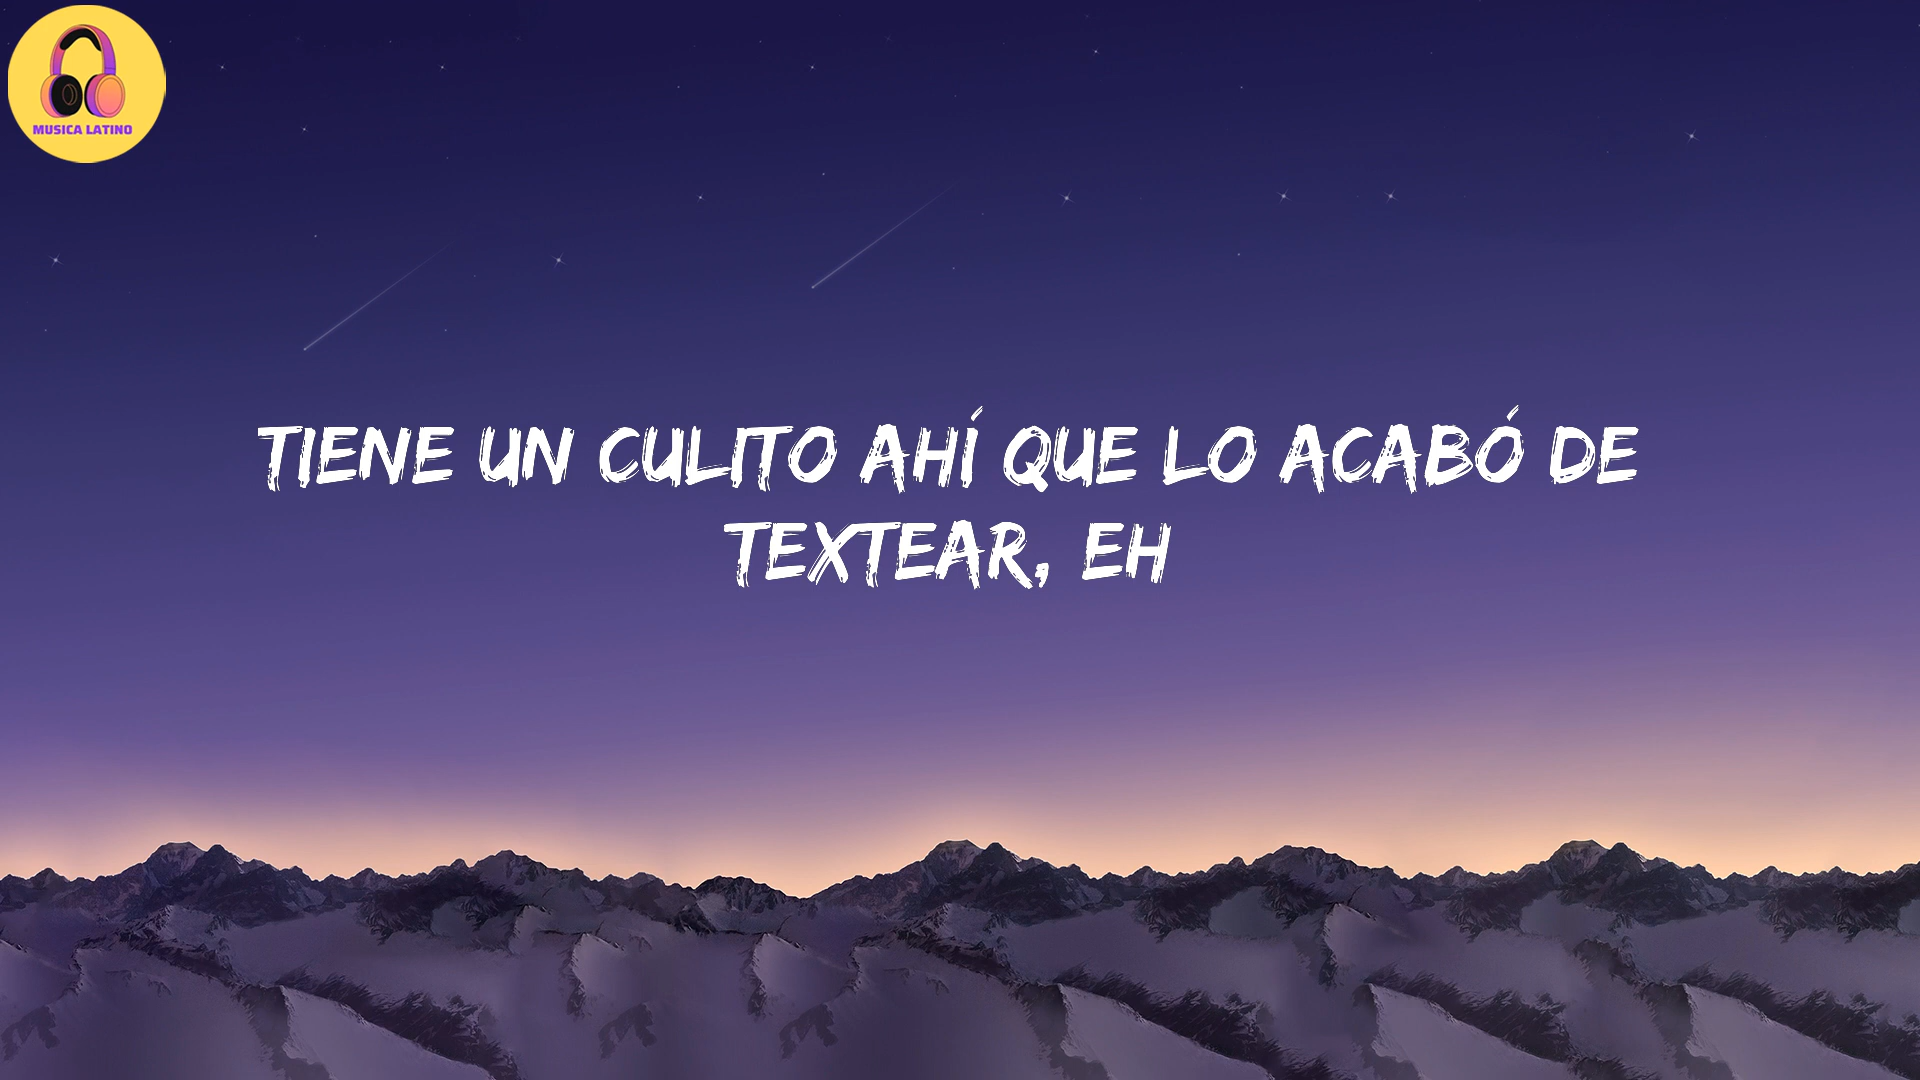 MUSICA LATINO
TIENE UN CULITO AHÍ QUE LO ACABÓ DE
TEXTEAR, EH